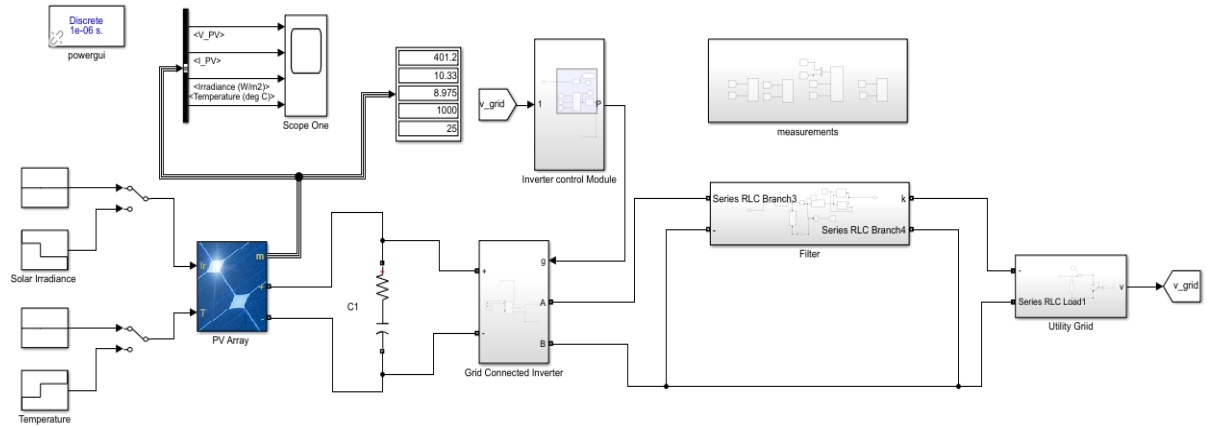 Discrete
1e-06 s.
powergui
<V_PV>
<I_PV>
<Irradiance (W/m2)>
<Temperature (deg C)>
Scope One
401.2
10.33
8.975
1000
25
v_grid
1
P
Inverter control Module
measurements
Solar Irradiance
Ir
T
m
+
-
PV Array
Temperature
C1
+
-
g
A
B
Grid Connected Inverter
Series RLC Branch3
-
k
Series RLC Branch4
Filter
-
Series RLC Load1
v
Utility Griid
v_grid